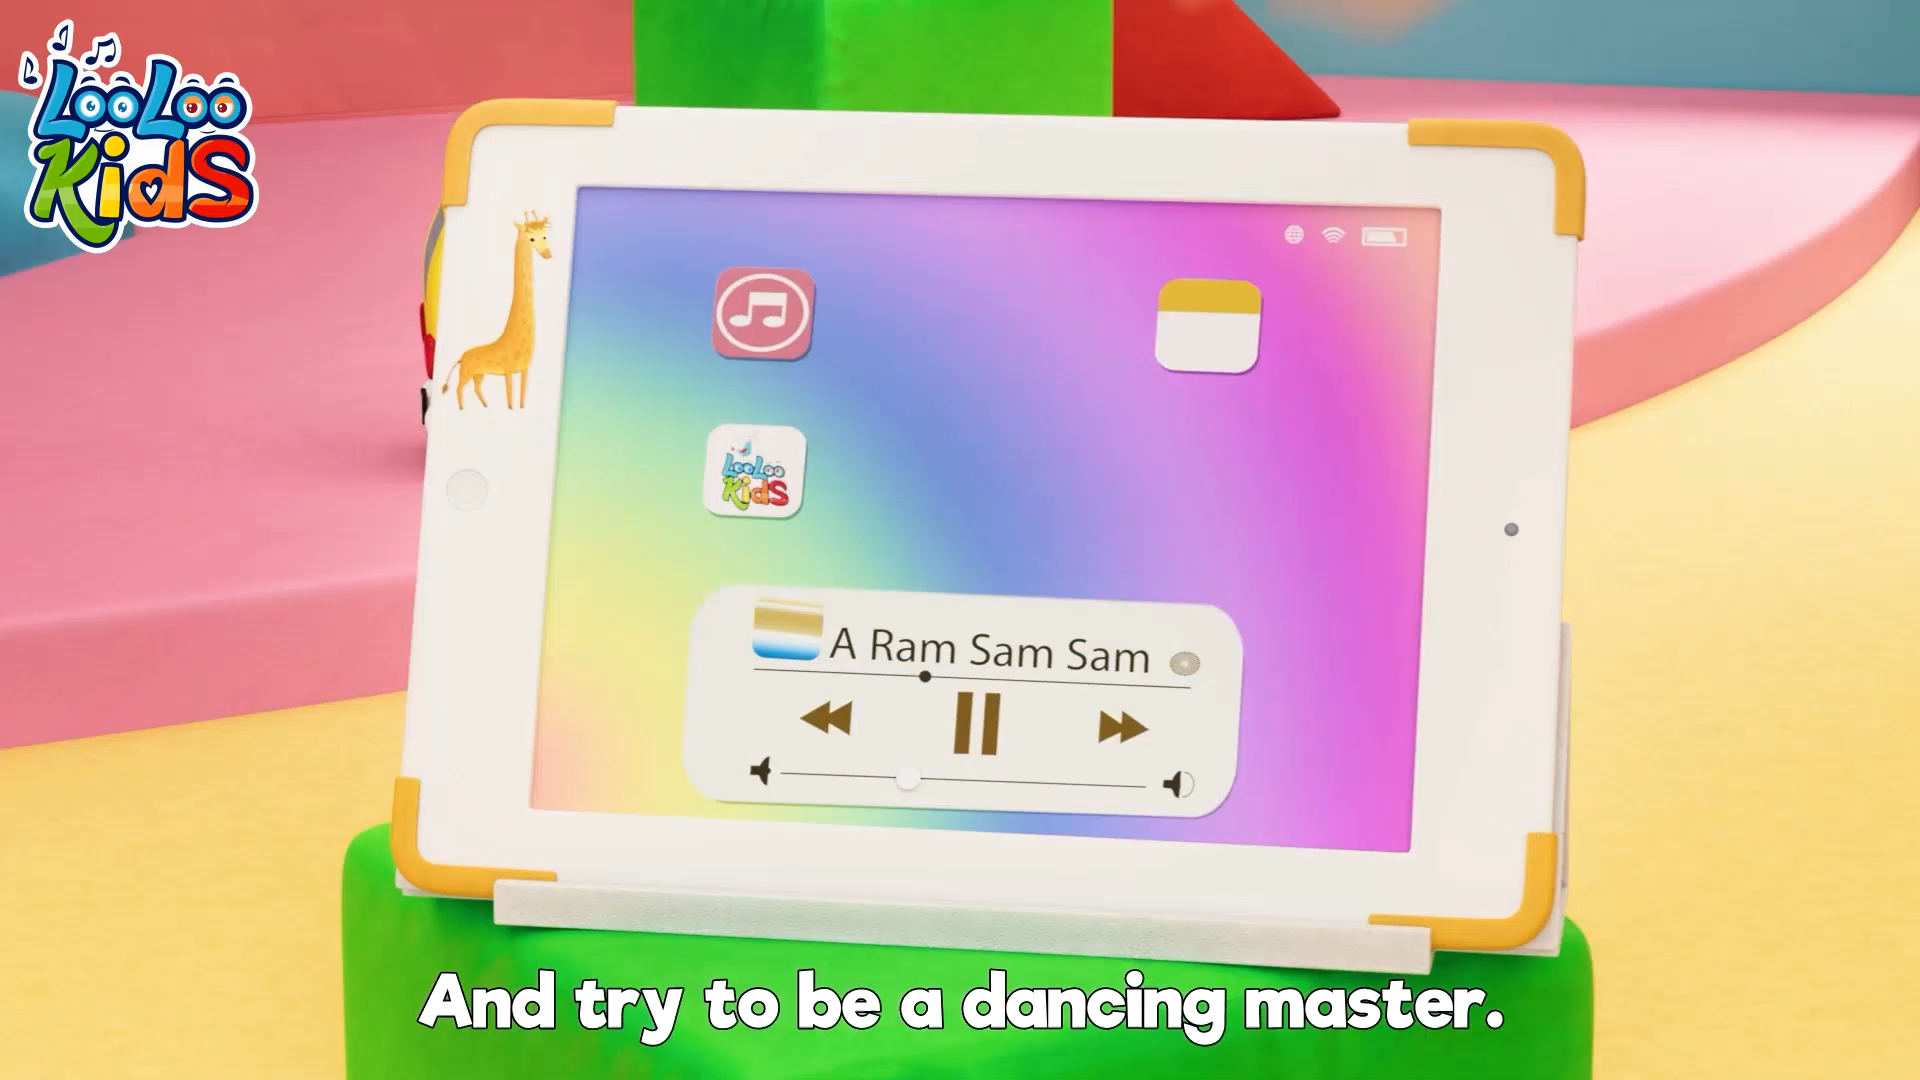 LooLoo
Kids
LooLoo
Kids
A Ram Sam Sam
And try to be a dancing master.